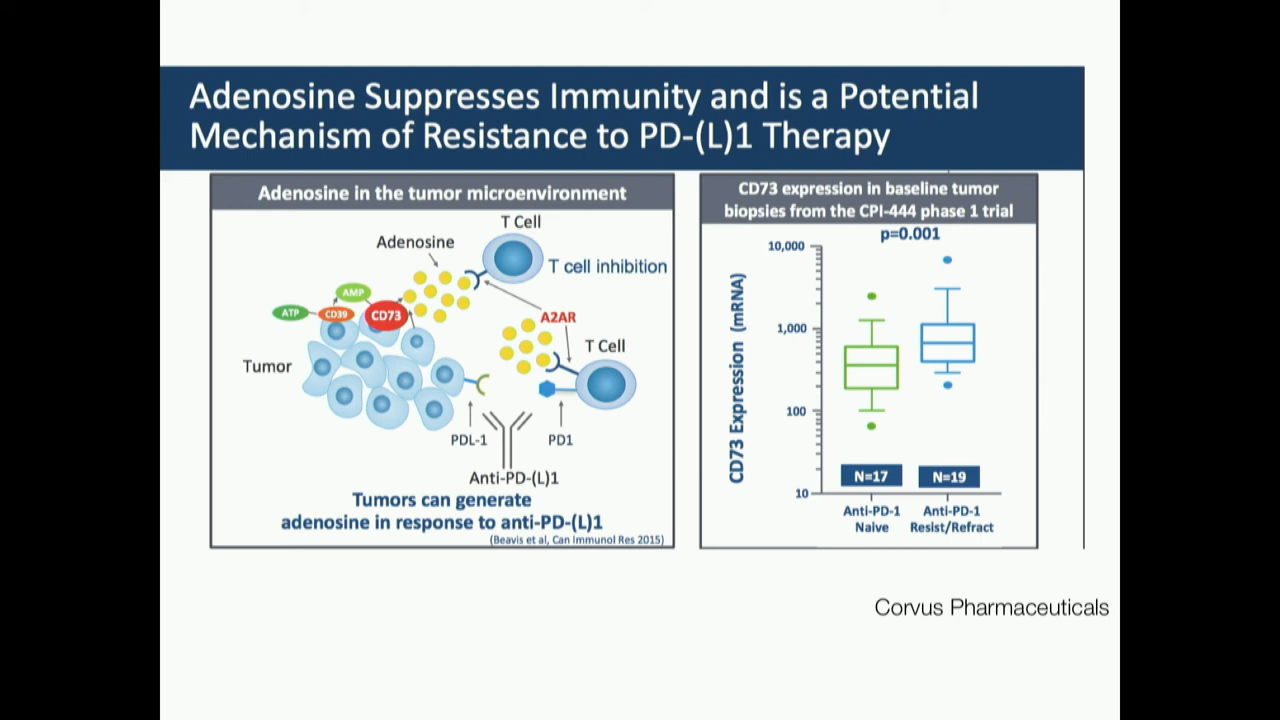 Adenosine Suppresses Immunity and is a Potential
Mechanism of Resistance to PD-(L)1 Therapy
Adenosine in the tumor microenvironment
T Cell
Adenosine
T cell inhibition
AMP
ATP
CD39
CD73
A2AR
T Cell
Tumor
PDL-1
PD1
Anti-PD-(L)1
Tumors can generate
adenosine in response to anti-PD-(L)1
(Beavis et al, Can Immunol Res 2015)
CD73 expression in baseline tumor
biopsies from the CPI-444 phase 1 trial
p=0.001
CD73 Expression (mRNA)
10,000
1,000
100
10
N=17
N=19
Anti-PD-1
Naive
Anti-PD-1
Resist/Refract
Corvus Pharmaceuticals